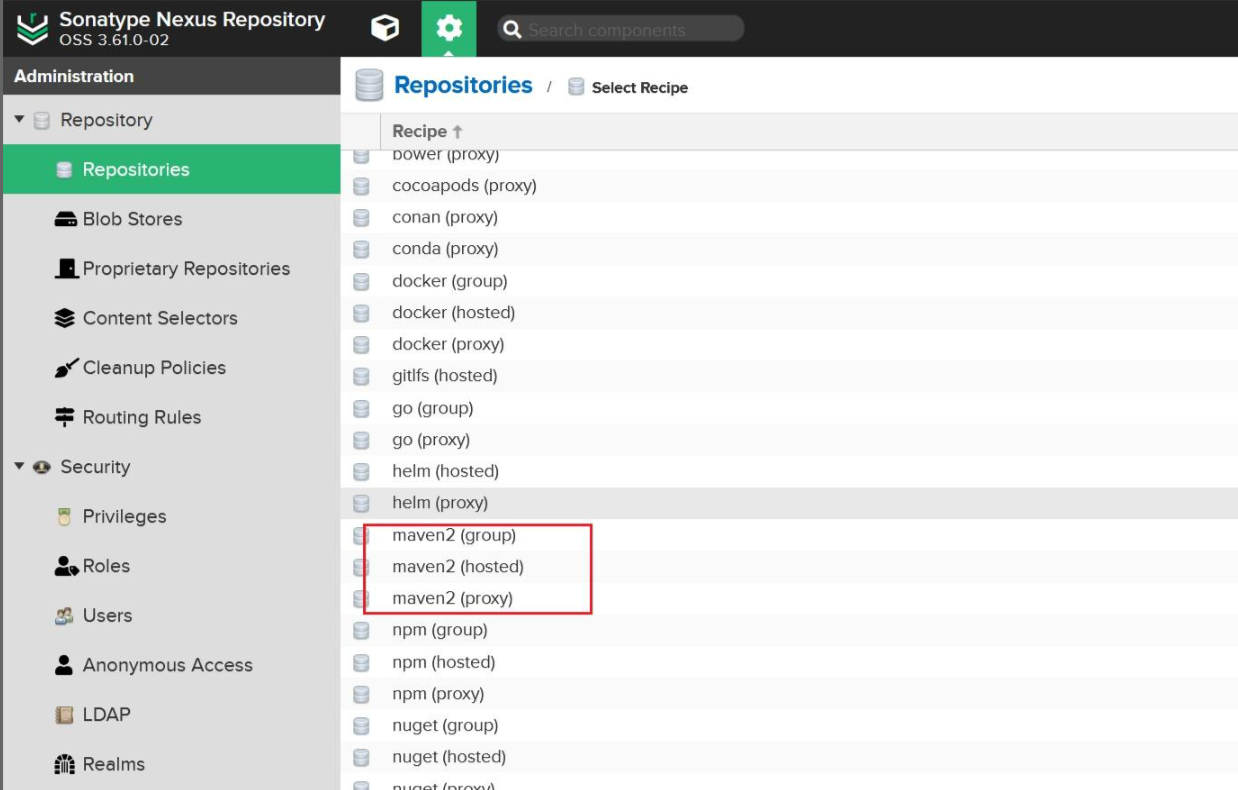 Sonatype Nexus Repository
OSS 3.61.0-02
Search components
Administration
Repository
Repositories
Blob Stores
Proprietary Repositories
Content Selectors
Cleanup Policies
Routing Rules
Security
Privileges
Roles
Users
Anonymous Access
LDAP
Realms
Repositories / Select Recipe
Recipe
bower (proxy)
cocoapods (proxy)
conan (proxy)
conda (proxy)
docker (group)
docker (hosted)
docker (proxy)
gitlfs (hosted)
go (group)
go (proxy)
helm (hosted)
helm (proxy)
maven2 (group)
maven2 (hosted)
maven2 (proxy)
npm (group)
npm (hosted)
npm (proxy)
nuget (group)
nuget (hosted)
nuget (proxy)